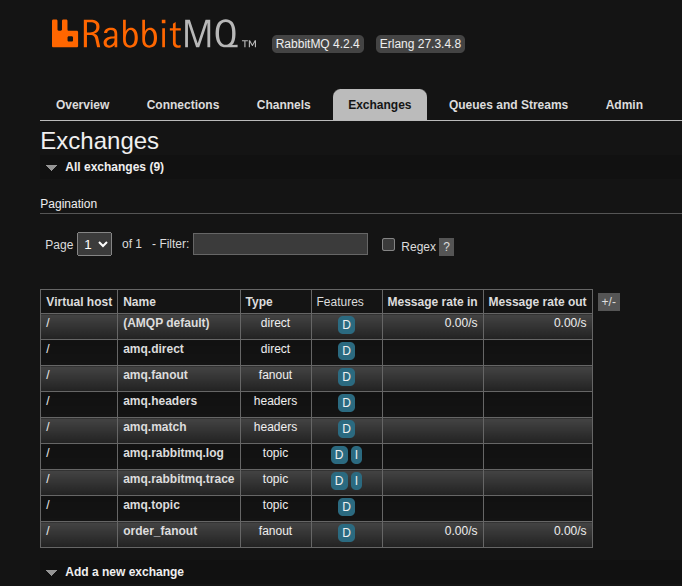 RabbitMQ TM RabbitMQ 4.2.4 Erlang 27.3.4.8
Overview Connections Channels Exchanges Queues and Streams Admin
Exchanges
All exchanges (9)
Pagination
Page 1 of 1 - Filter: Regex ?
Virtual host Name Type Features Message rate in Message rate out +/-
/ (AMQP default) direct D 0.00/s 0.00/s
/ amq.direct direct D
/ amq.fanout fanout D
/ amq.headers headers D
/ amq.match headers D
/ amq.rabbitmq.log topic D I
/ amq.rabbitmq.trace topic D I
/ amq.topic topic D
/ order_fanout fanout D 0.00/s 0.00/s
Add a new exchange